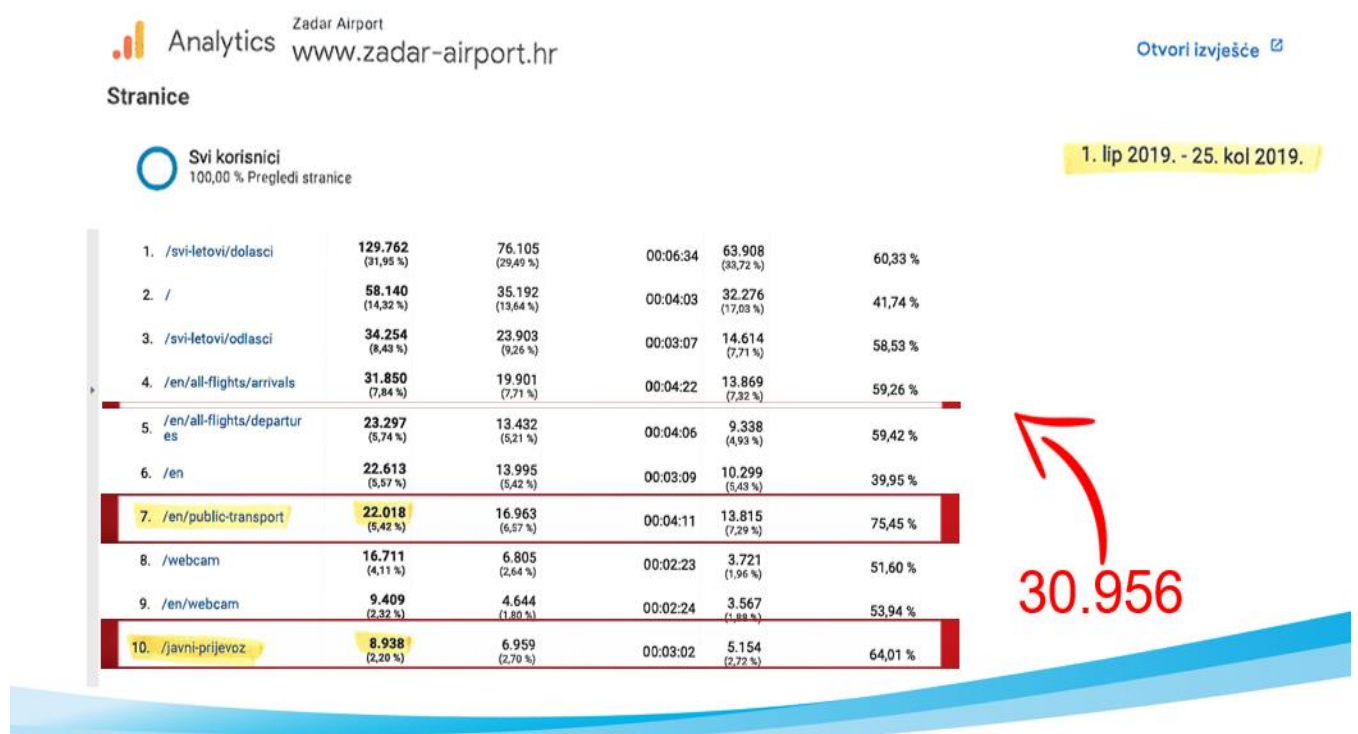 Zadar Airport
Analytics www.zadar-airport.hr
Otvori izvješće
Stranice
Svi korisnici
100,00 % Pregledi stranice
1. lip 2019. - 25. kol 2019.
1. /svi-letovi/dolasci 129.762 76.105 00:06:34 63.908 60,33 %
(31,95 %) (29,49 %) (33,72 %)
2. / 58.140 35.192 00:04:03 32.276 41,74 %
(14,32 %) (13,64 %) (17,03 %)
3. /svi-letovi/odlasci 34.254 23.903 00:03:07 14.614 58,53 %
(8,43 %) (9,26 %) (7,71 %)
4. /en/all-flights/arrivals 31.850 19.901 00:04:22 13.869 59,26 %
(7,84 %) (7,71 %) (7,32 %)
5. /en/all-flights/departur 23.297 13.432 00:04:06 9.338 59,42 %
es (5,74 %) (5,21 %) (4,93 %)
6. /en 22.613 13.995 00:03:09 10.299 39,95 %
(5,57 %) (5,42 %) (5,43 %)
7. /en/public-transport 22.018 16.963 00:04:11 13.815 75,45 %
(5,42 %) (6,57 %) (7,29 %)
8. /webcam 16.711 6.805 00:02:23 3.721 51,60 %
(4,11 %) (2,64 %) (1,96 %)
9. /en/webcam 9.409 4.644 00:02:24 3.567 53,94 %
(2,32 %) (1,80 %) (1,88 %)
10. /javni-prijevoz 8.938 6.959 00:03:02 5.154 64,01 %
(2,20 %) (2,70 %) (2,72 %)
30.956